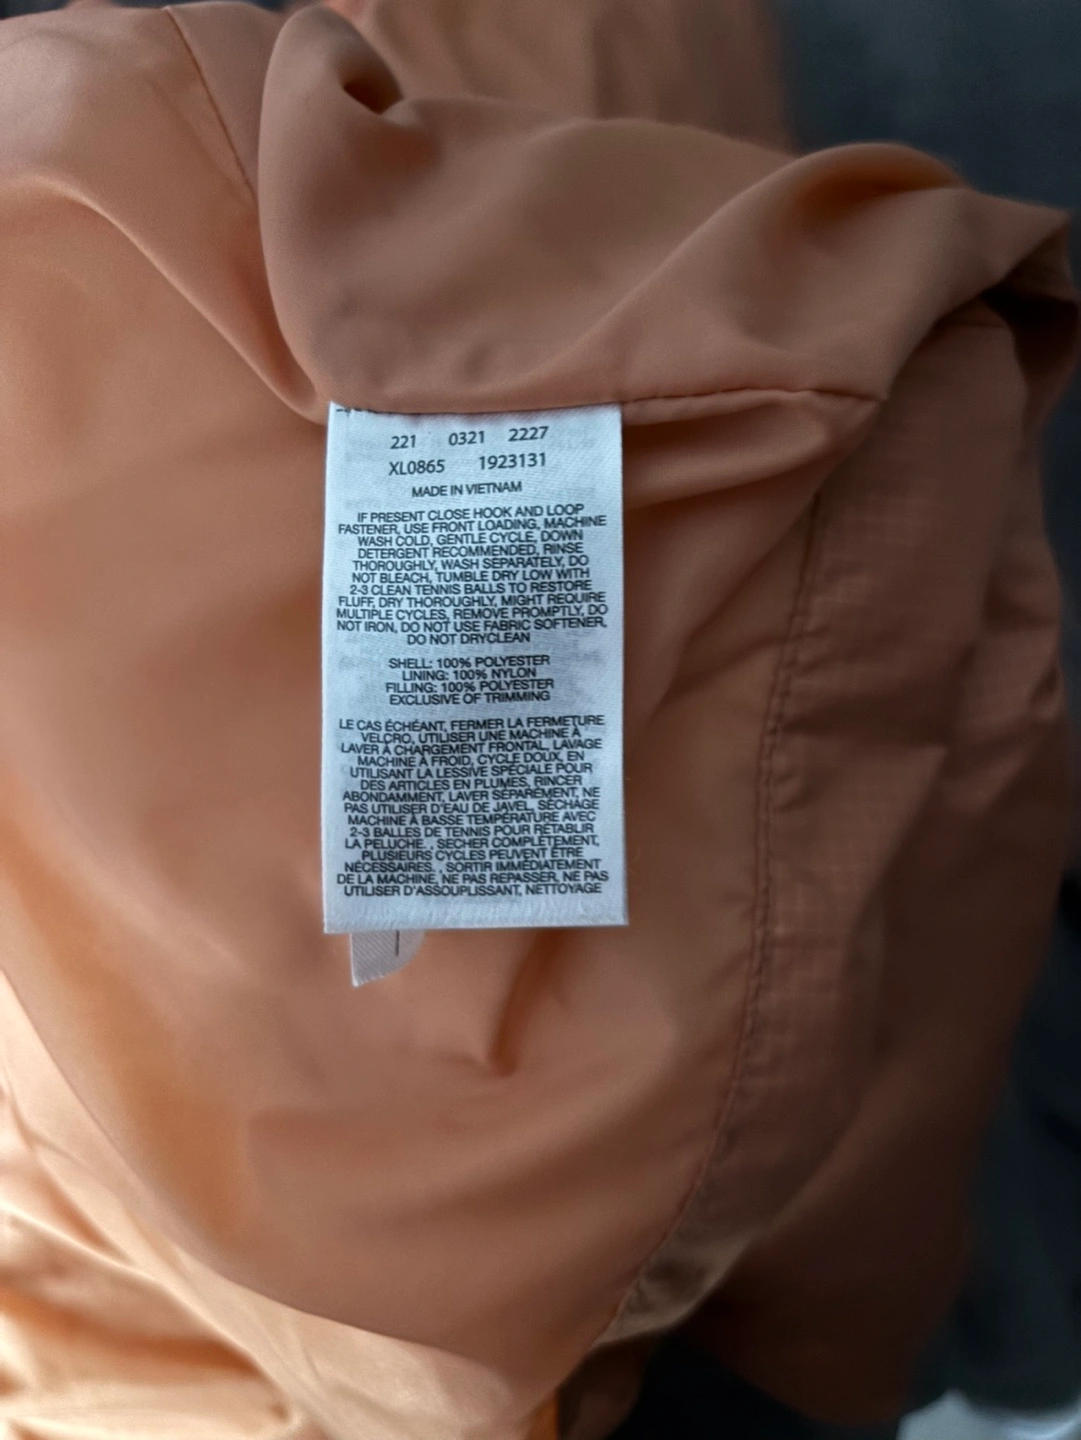 221 0321 2227
XL0865 1923131
MADE IN VIETNAM
IF PRESENT CLOSE HOOK AND LOOP
FASTENER, USE FRONT LOADING, MACHINE
WASH COLD, GENTLE CYCLE, DOWN
DETERGENT RECOMMENDED, RINSE
THOROUGHLY, WASH SEPARATELY, DO
NOT BLEACH, TUMBLE DRY LOW WITH
2-3 CLEAN TENNIS BALLS TO RESTORE
FLUFF, DRY THOROUGHLY, MIGHT REQUIRE
MULTIPLE CYCLES, REMOVE PROMPTLY, DO
NOT IRON, DO NOT USE FABRIC SOFTENER,
DO NOT DRYCLEAN
SHELL: 100% POLYESTER
LINING: 100% NYLON
FILLING: 100% POLYESTER
EXCLUSIVE OF TRIMMING
LE CAS ÉCHÉANT, FERMER LA FERMETURE
VELCRO, UTILISER UNE MACHINE À
LAVER À CHARGEMENT FRONTAL, LAVAGE
MACHINE À FROID, CYCLE DOUX, EN
UTILISANT LA LESSIVE SPÉCIALE POUR
DES ARTICLES EN PLUMES, RINCER
ABONDAMMENT, LAVER SÉPARÉMENT, NE
PAS UTILISER D'EAU DE JAVEL, SÉCHAGE
MACHINE À BASSE TEMPÉRATURE AVEC
2-3 BALLES DE TENNIS POUR RÉTABLIR
LA PELUCHE. , SECHER COMPLÈTEMENT,
PLUSIEURS CYCLES PEUVENT ÊTRE
NÉCESSAIRES. , SORTIR IMMÉDIATEMENT
DE LA MACHINE, NE PAS REPASSER, NE PAS
UTILISER D'ASSOUPLISSANT, NETTOYAGE